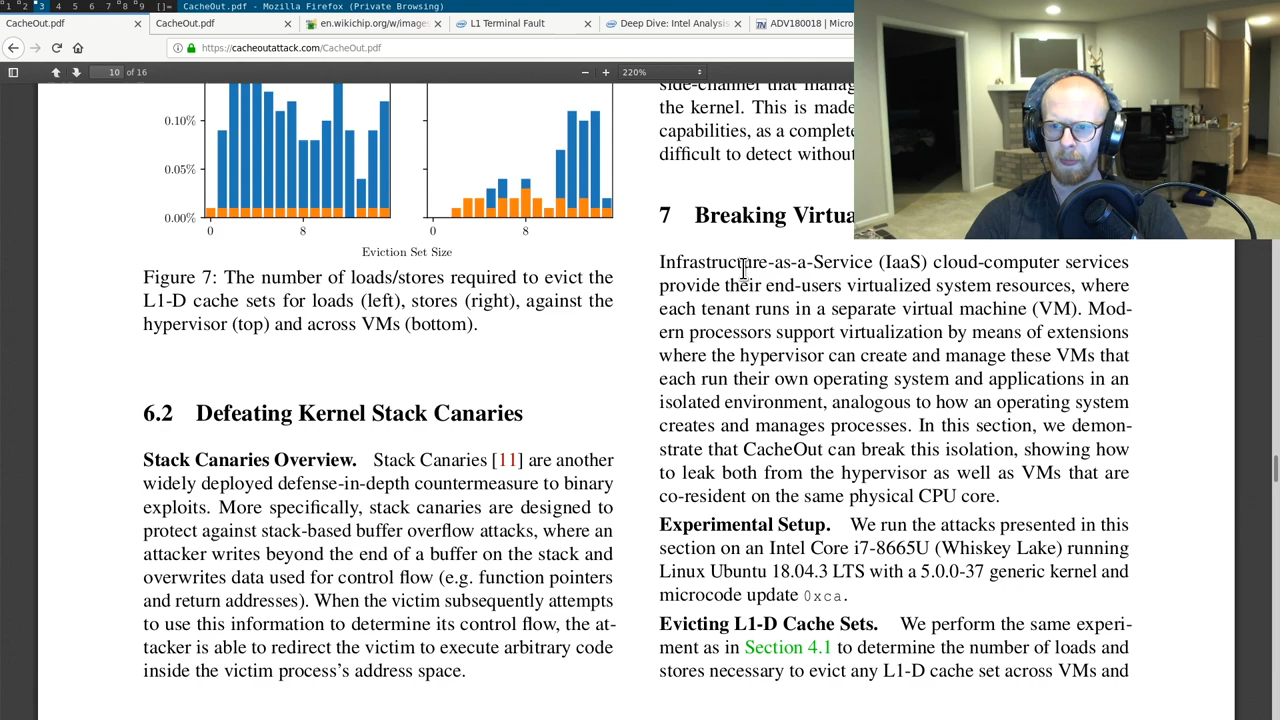 1 2 3 4 5 6 7 8 9 []= CacheOut.pdf - Mozilla Firefox (Private Browsing)
CacheOut.pdf × CacheOut.pdf × en.wikichip.org/w/image × L1 Terminal Fault × Deep Dive: Intel Analysis × ADV180018 | Micro
https://cacheoutattack.com/CacheOut.pdf
10 of 16 220%
0.10%
0.05%
0.00%
0 8 0 8
Eviction Set Size
Figure 7: The number of loads/stores required to evict the
L1-D cache sets for loads (left), stores (right), against the
hypervisor (top) and across VMs (bottom).
6.2 Defeating Kernel Stack Canaries
Stack Canaries Overview. Stack Canaries [11] are another
widely deployed defense-in-depth countermeasure to binary
exploits. More specifically, stack canaries are designed to
protect against stack-based buffer overflow attacks, where an
attacker writes beyond the end of a buffer on the stack and
overwrites data used for control flow (e.g. function pointers
and return addresses). When the victim subsequently attempts
to use this information to determine its control flow, the at-
tacker is able to redirect the victim to execute arbitrary code
inside the victim process's address space.
side-channel that manag
the kernel. This is made
capabilities, as a complete
difficult to detect without
7 Breaking Virtua
Infrastructure-as-a-Service (IaaS) cloud-computer services
provide their end-users virtualized system resources, where
each tenant runs in a separate virtual machine (VM). Mod-
ern processors support virtualization by means of extensions
where the hypervisor can create and manage these VMs that
each run their own operating system and applications in an
isolated environment, analogous to how an operating system
creates and manages processes. In this section, we demon-
strate that CacheOut can break this isolation, showing how
to leak both from the hypervisor as well as VMs that are
co-resident on the same physical CPU core.
Experimental Setup. We run the attacks presented in this
section on an Intel Core i7-8665U (Whiskey Lake) running
Linux Ubuntu 18.04.3 LTS with a 5.0.0-37 generic kernel and
microcode update 0xca.
Evicting L1-D Cache Sets. We perform the same experi-
ment as in Section 4.1 to determine the number of loads and
stores necessary to evict any L1-D cache set across VMs and